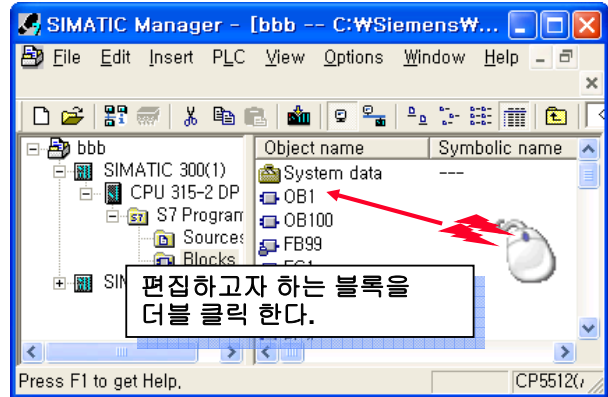 SIMATIC Manager - [bbb -- C:₩Siemens₩...
File Edit Insert PLC View Options Window Help
bbb
SIMATIC 300(1)
CPU 315-2 DP
S7 Program
Sources
Blocks
Object name Symbolic name
System data ---
OB1
OB100
FB99
편집하고자 하는 블록을
더블 클릭 한다.
Press F1 to get Help.
CP5512(